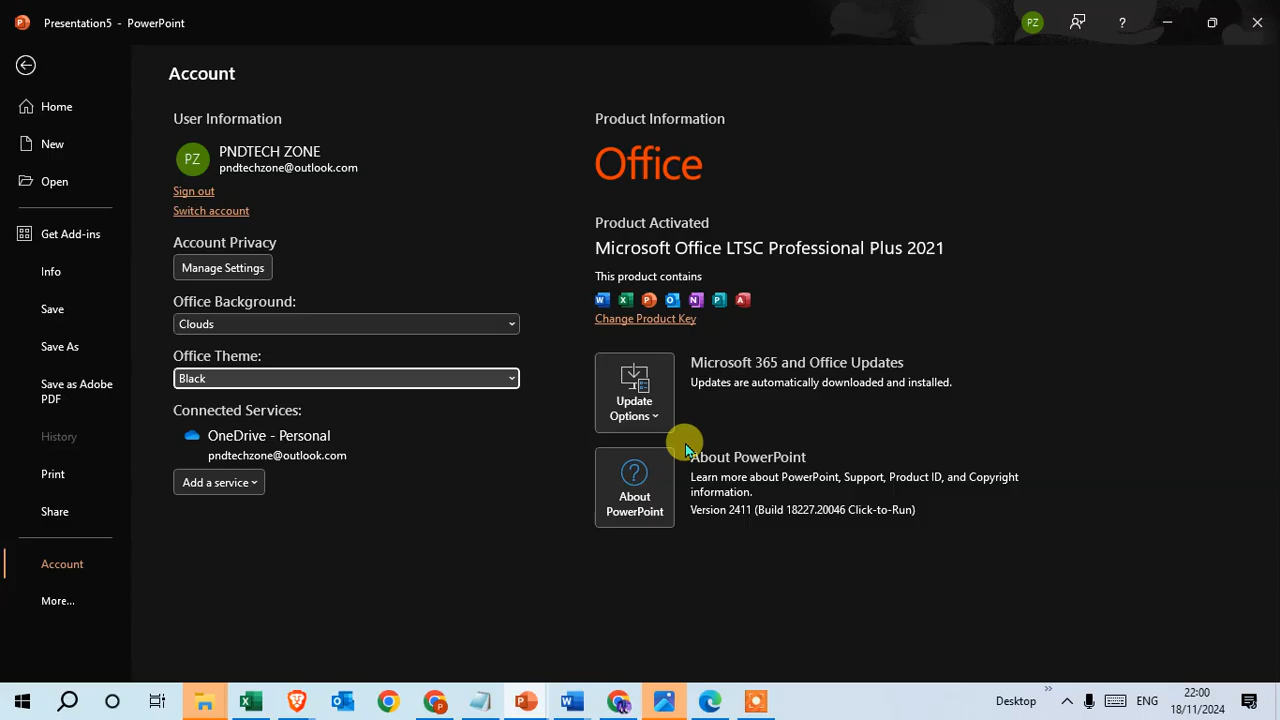 Presentation5 - PowerPoint
PZ
?
Home
New
Open
Get Add-ins
Info
Save
Save As
Save as Adobe
PDF
History
Print
Share
Account
More...
Account
User Information
PZ
PNDTECH ZONE
pndtechzone@outlook.com
Sign out
Switch account
Account Privacy
Manage Settings
Office Background:
Clouds
Office Theme:
Black
Connected Services:
OneDrive - Personal
pndtechzone@outlook.com
Add a service
Product Information
Office
Product Activated
Microsoft Office LTSC Professional Plus 2021
This product contains
Change Product Key
Update
Options
Microsoft 365 and Office Updates
Updates are automatically downloaded and installed.
About
PowerPoint
About PowerPoint
Learn more about PowerPoint, Support, Product ID, and Copyright
information.
Version 2411 (Build 18227.20046 Click-to-Run)
Desktop
ENG
22:00
18/11/2024